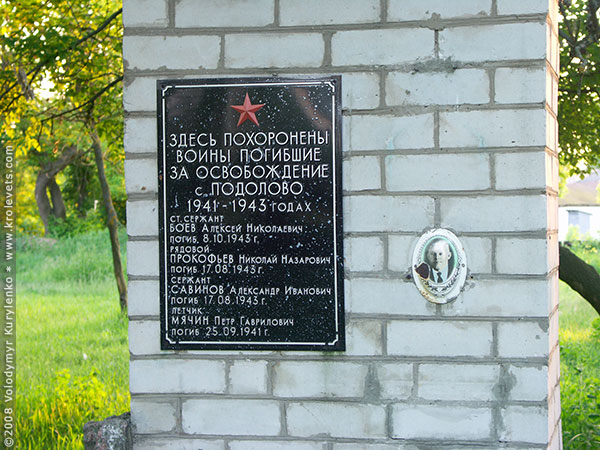 ЗДЕСЬ ПОХОРОНЕНЫ
ВОИНЫ ПОГИБШИЕ
ЗА ОСВОБОЖДЕНИЕ
с. ПОДОЛОВО
1941 - 1943 ГОДАХ
СТ. СЕРЖАНТ
БОЕВ АЛЕКСЕЙ НИКОЛАЕВИЧ
ПОГИБ. 8.10.1943 г.
РЯДОВОЙ
ПРОКОФЬЕВ НИКОЛАЙ НАЗАРОВИЧ
ПОГИБ 17.08.1943 г.
СЕРЖАНТ
САВИНОВ АЛЕКСАНДР ИВАНОВИЧ
ПОГИБ 17.08.1943 г.
ЛЕТЧИК
МЯЧИН ПЕТР ГАВРИЛОВИЧ
ПОГИБ 25.09.1941 г.
©2008 Volodymyr Kurylenko * www.krolevets.com *